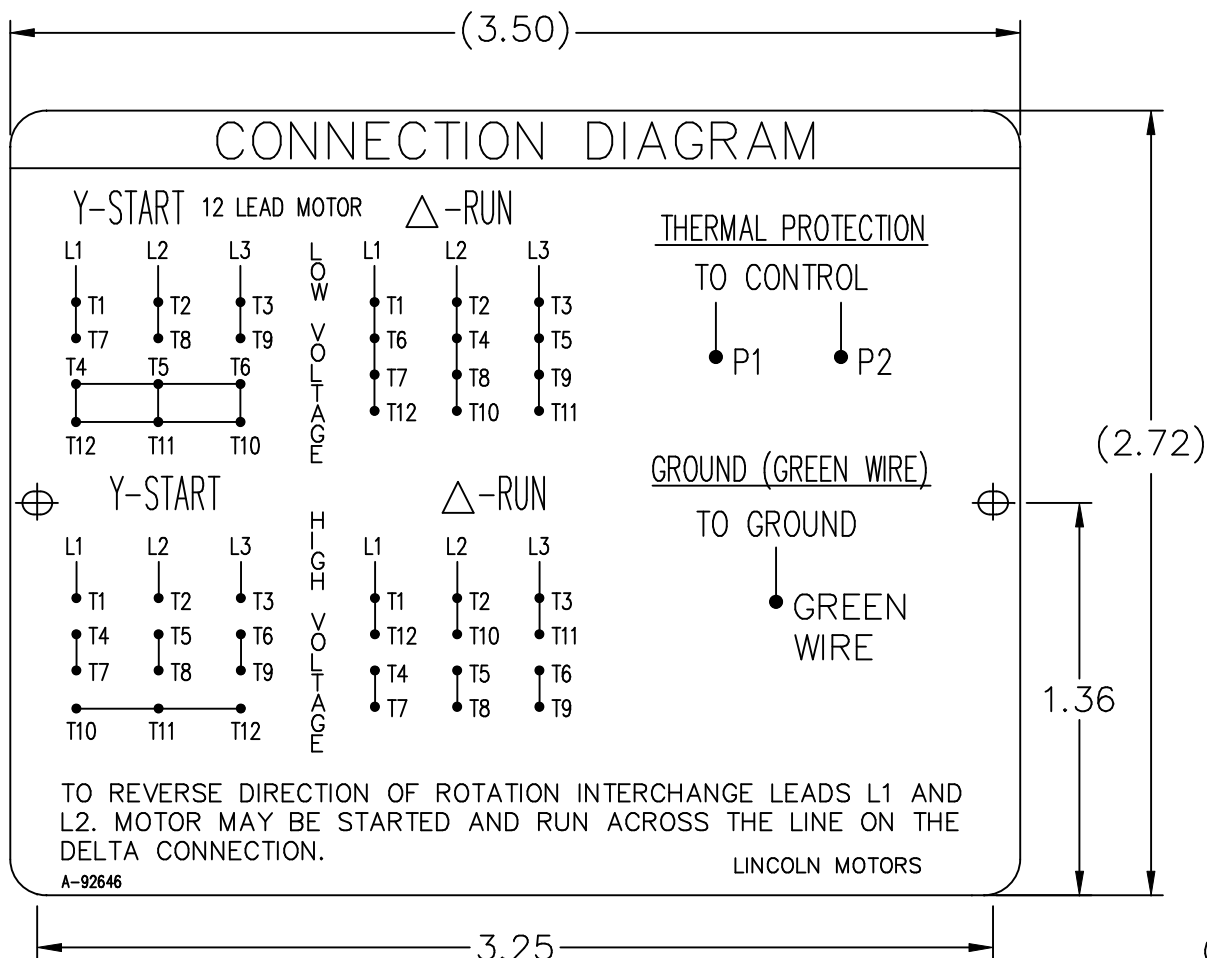 (3.50)
CONNECTION DIAGRAM
Y-START 12 LEAD MOTOR △-RUN
L1 L2 L3
T1 T2 T3
T7 T8 T9
T4 T5 T6
T12 T11 T10
LOW VOLTAGE
L1 L2 L3
T1 T2 T3
T6 T4 T5
T7 T8 T9
T12 T10 T11
THERMAL PROTECTION
TO CONTROL
P1 P2
(2.72)
Y-START △-RUN
L1 L2 L3
T1 T2 T3
T4 T5 T6
T7 T8 T9
T10 T11 T12
HIGH VOLTAGE
L1 L2 L3
T1 T2 T3
T12 T10 T11
T4 T5 T6
T7 T8 T9
GROUND (GREEN WIRE)
TO GROUND
GREEN
WIRE
1.36
TO REVERSE DIRECTION OF ROTATION INTERCHANGE LEADS L1 AND
L2. MOTOR MAY BE STARTED AND RUN ACROSS THE LINE ON THE
DELTA CONNECTION.
LINCOLN MOTORS
A-92646
3.25
(